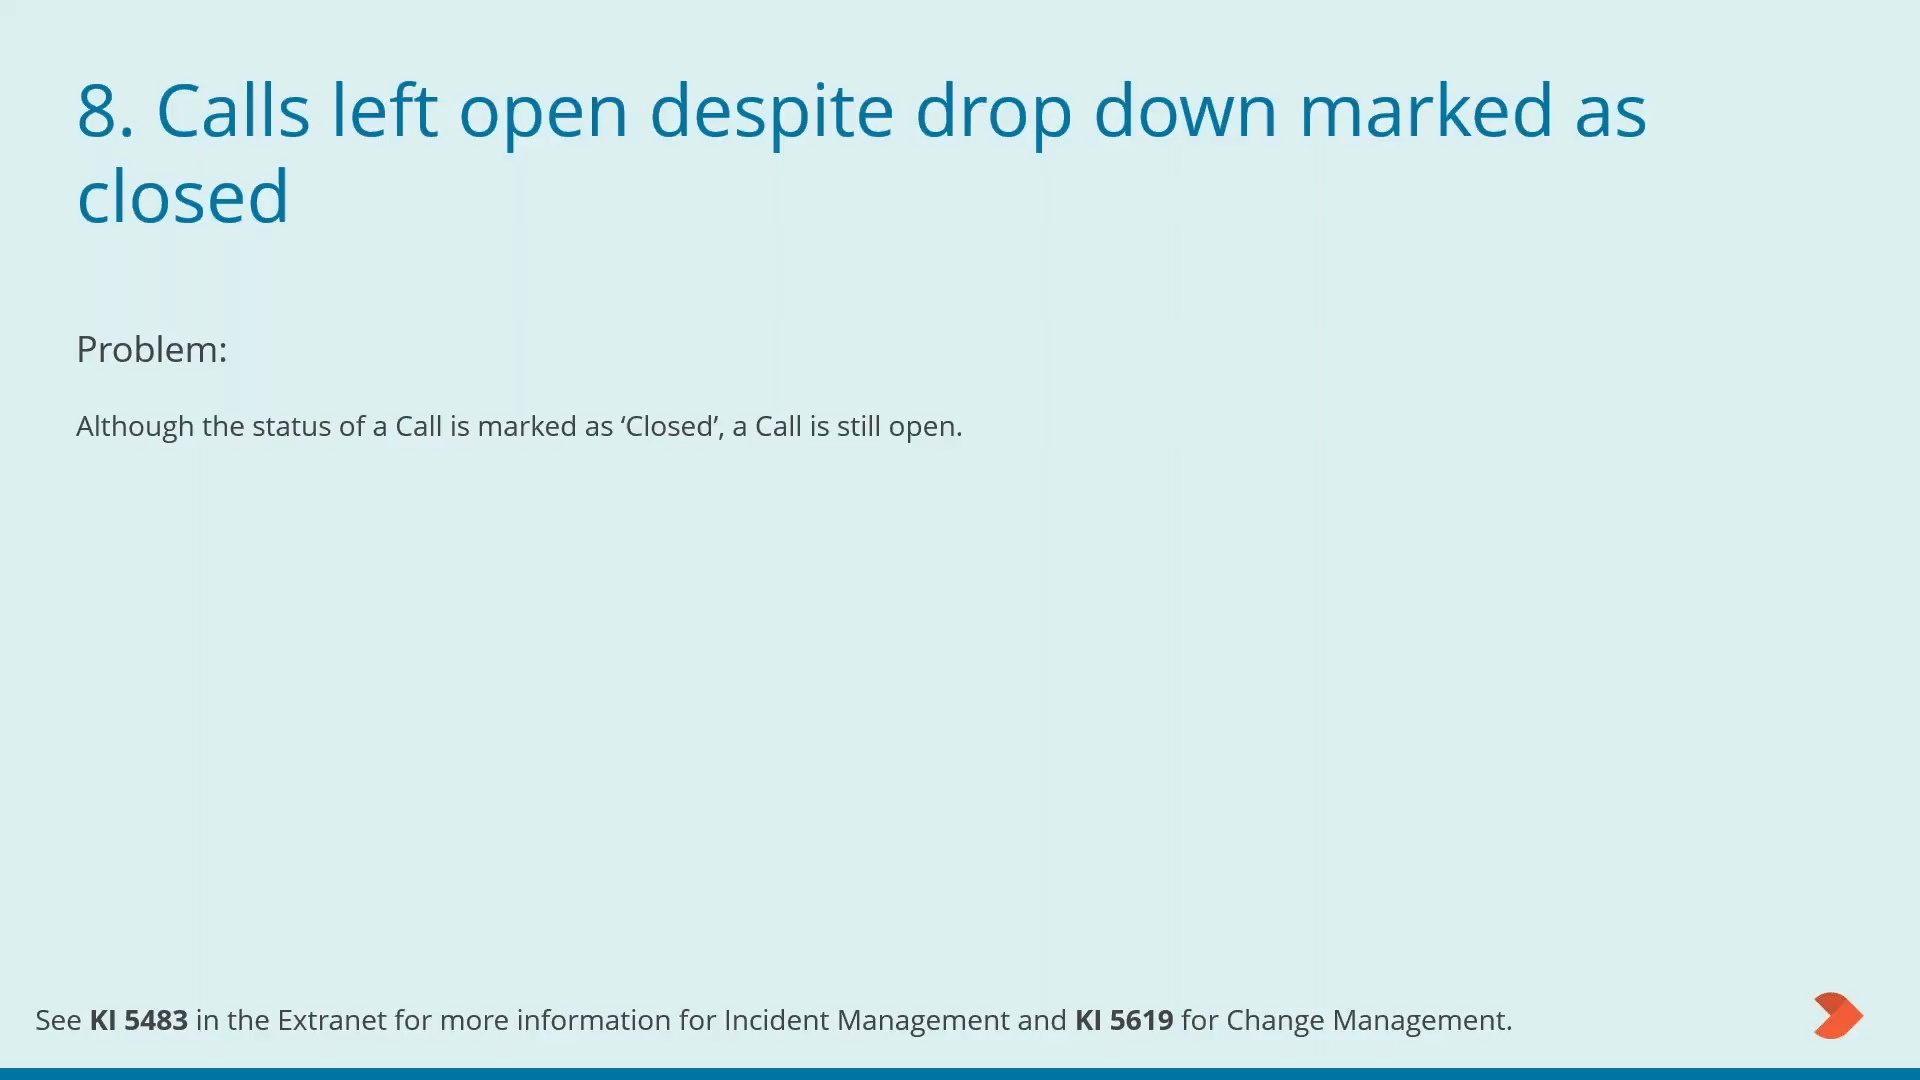 8. Calls left open despite drop down marked as
closed
Problem:
Although the status of a Call is marked as ‘Closed’, a Call is still open.
See KI 5483 in the Extranet for more information for Incident Management and KI 5619 for Change Management.